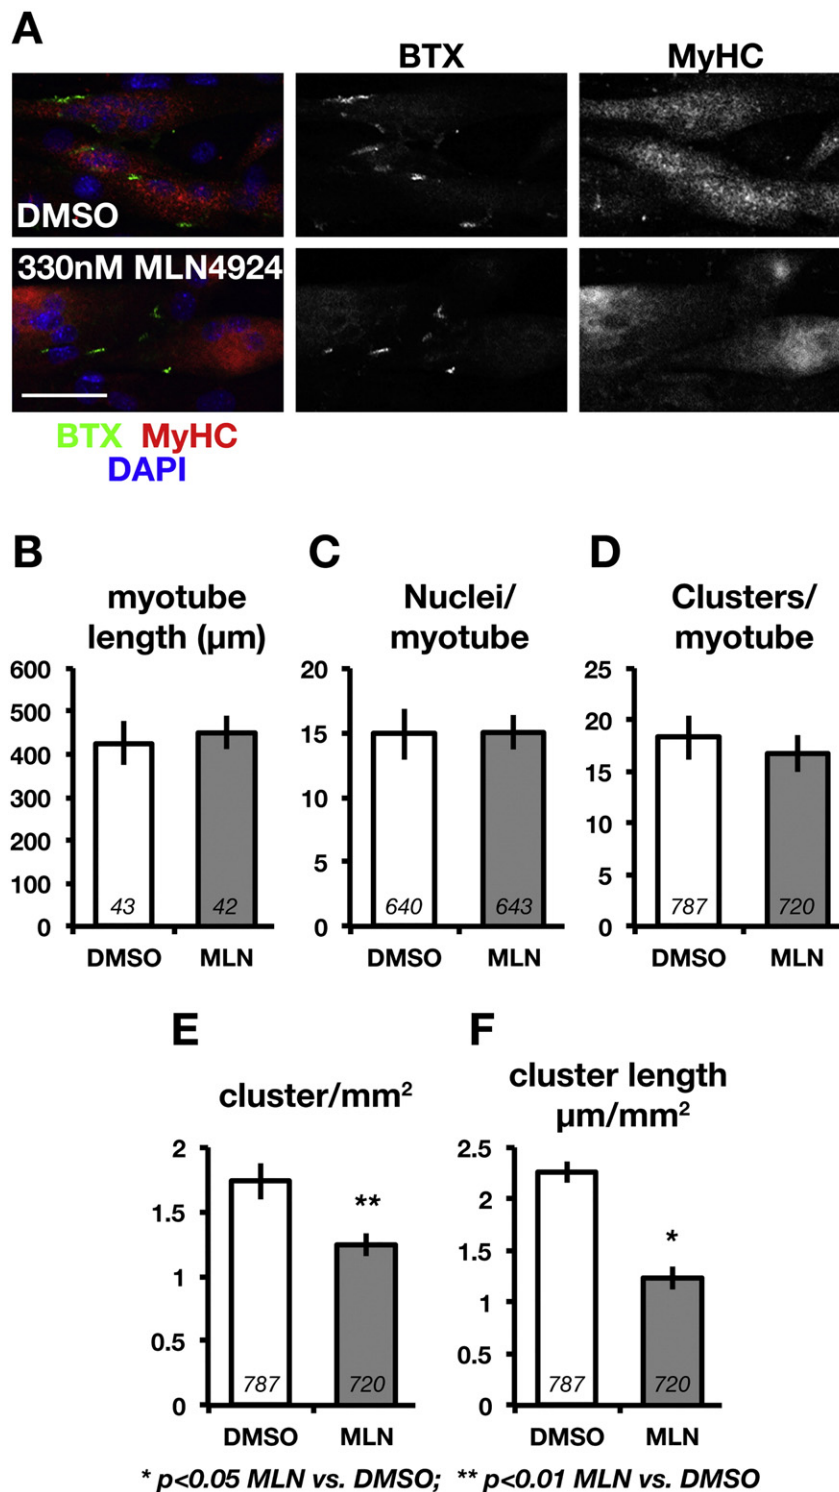 A
BTX MyHC
DMSO
330nM MLN4924
BTX MyHC
DAPI
B C D
myotube length (µm)
600
500
400
300
200
100
0
43 42
DMSO MLN
Nuclei/ myotube
20
15
10
5
0
640 643
DMSO MLN
Clusters/ myotube
25
20
15
10
5
0
787 720
DMSO MLN
E F
cluster/mm²
2
1.5
1
0.5
0
**
787 720
DMSO MLN
cluster length
µm/mm²
2.5
2
1.5
1
0.5
0
*
787 720
DMSO MLN
* p<0.05 MLN vs. DMSO; ** p<0.01 MLN vs. DMSO